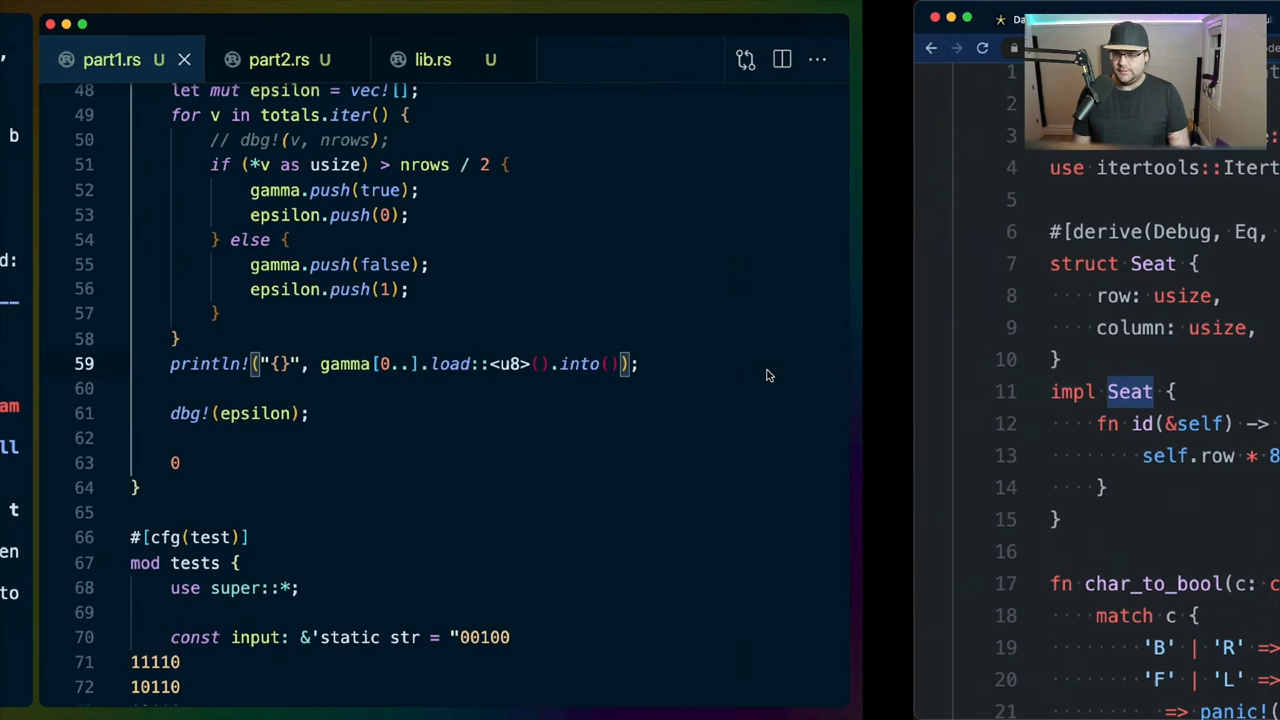 part1.rs U part2.rs U lib.rs U
48 let mut epsilon = vec![];
49 for v in totals.iter() {
50 // dbg!(v, nrows);
51 if (*v as usize) > nrows / 2 {
52 gamma.push(true);
53 epsilon.push(0);
54 } else {
55 gamma.push(false);
56 epsilon.push(1);
57 }
58 }
59 println!("{}", gamma[0..].load::<u8>().into());
60
61 dbg!(epsilon);
62
63 0
64 }
65
66 #[cfg(test)]
67 mod tests {
68 use super::*;
69
70 const input: &'static str = "00100
71 11110
72 10110
b
d:
am
ll
t
en
to
Da
1
2
3
4 use itertools::Itert
5
6 #[derive(Debug, Eq,
7 struct Seat {
8 row: usize,
9 column: usize,
10 }
11 impl Seat {
12 fn id(&self) ->
13 self.row * 8
14 }
15 }
16
17 fn char_to_bool(c: c
18 match c {
19 'B' | 'R' =>
20 'F' | 'L' =>
21 => panic!(